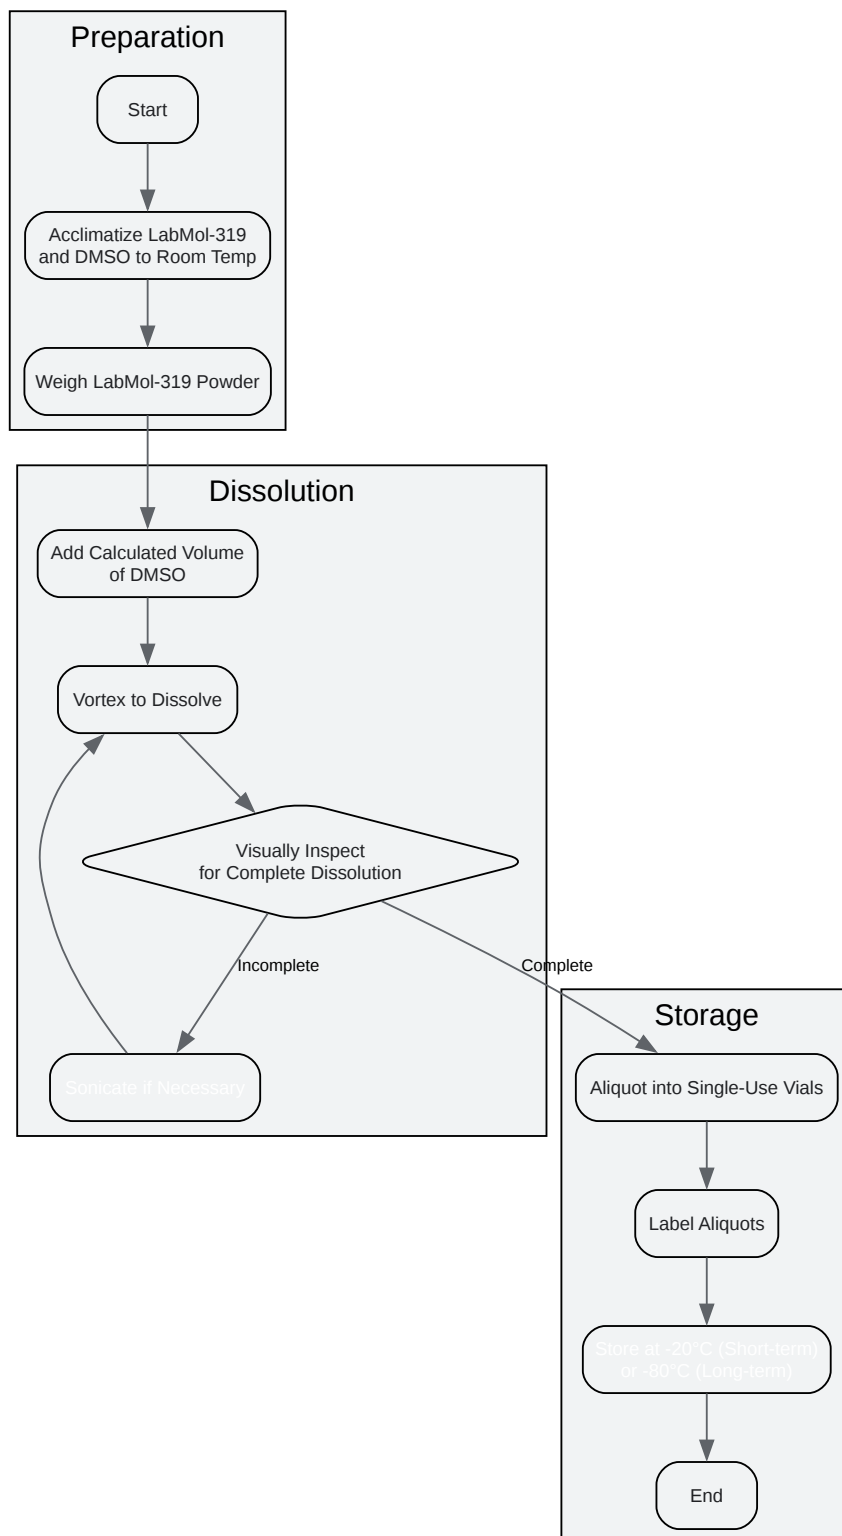 Preparation
Start
Acclimatize LabMol-319
and DMSO to Room Temp
Weigh LabMol-319 Powder
Dissolution
Add Calculated Volume
of DMSO
Vortex to Dissolve
Visually Inspect
for Complete Dissolution
Incomplete
Complete
Sonicate if Necessary
Storage
Aliquot into Single-Use Vials
Label Aliquots
Store at -20°C (Short-term)
or -80°C (Long-term)
End